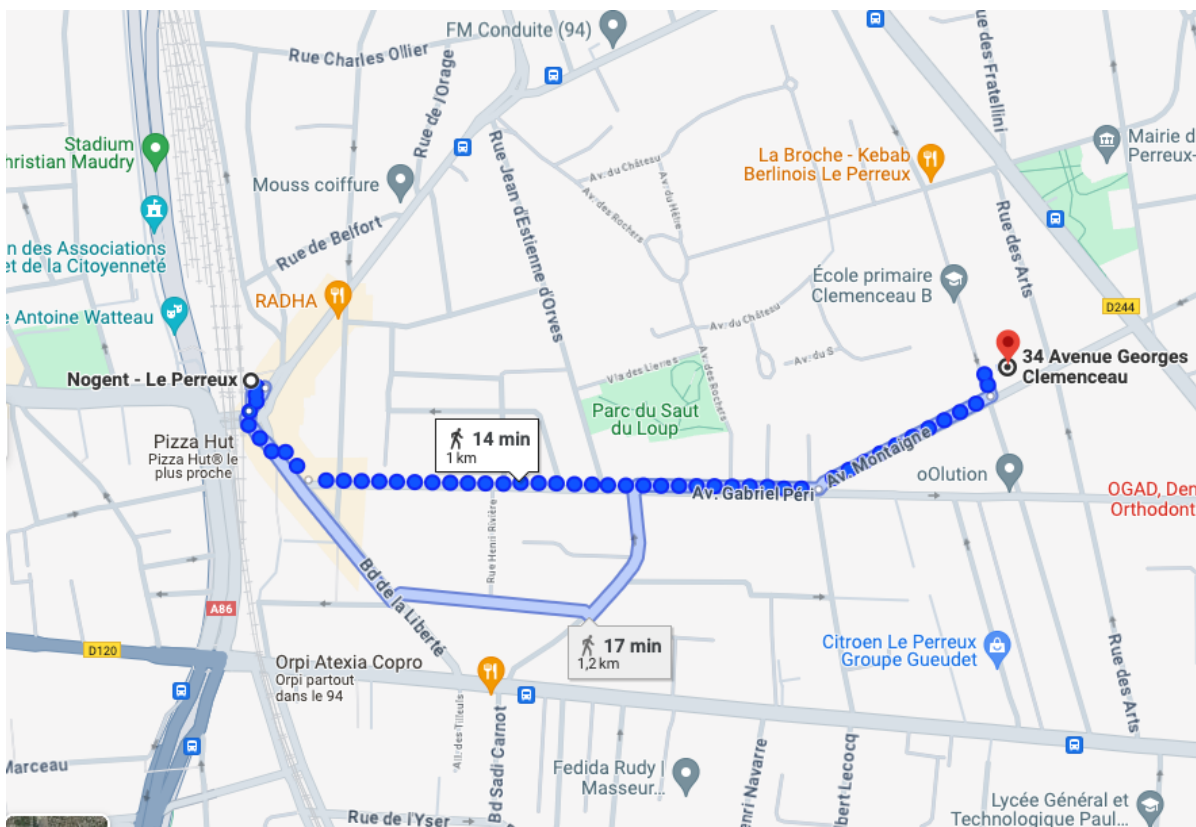 FM Conduite (94)
Rue Charles Ollier
Rue de l'Orage
Rue des Fratellini
Stadium
hristian Maudry
Mouss coiffure
Rue Jean d'Estienne d'Orves
La Broche - Kebab
Berlinois Le Perreux
Mairie d
Perreux-
Av. du Château
Av. des Rochers
Av. du Hélie
Rue de Belfort
n des Associations
et de la Citoyenneté
Rue des Arts
École primaire
Clemenceau B
RADHA
e Antoine Watteau
Av. du Château
D244
Av. du S
Via des Lierres
Av. des Rochers
34 Avenue Georges
Clemenceau
Nogent - Le Perreux
Parc du Saut
du Loup
Pizza Hut
Pizza Hut® le
plus proche
14 min
1 km
Av. Montaigne
Av. Gabriel Péri
oOlution
OGAD, Den
Orthodont
Rue Henri Rivière
Bd de la Liberté
A86
D120
17 min
1,2 km
Citroen Le Perreux
Groupe Gueudet
Orpi Atexia Copro
Orpi partout
dans le 94
Rue des Arts
All. des Tilleuls
Bd Sadi Carnot
Marceau
Fedida Rudy |
Masseur...
enri Navarre
lbert Lecocq
Rue de l'Yser
Lycée Général et
Technologique Paul...